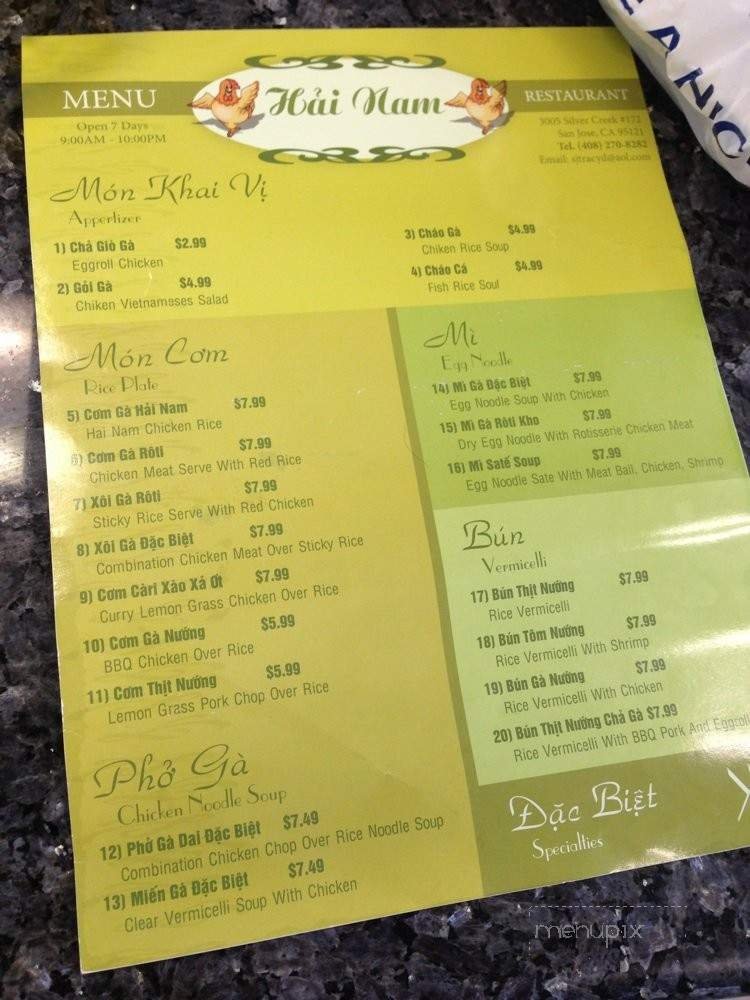 MENU
Hải Nam
RESTAURANT
Open 7 Days
9:00AM - 10:00PM
3005 Silver Creek #172
San Jose, CA 95121
Tel. (408) 270-8282
Email: sjtracyd@aol.com
Món Khai Vị
Apperlizer
1) Chả Giò Gà $2.99
Eggroll Chicken
2) Gỏi Gà $4.99
Chiken Vietnameses Salad
3) Cháo Gà $4.99
Chiken Rice Soup
4) Cháo Cá $4.99
Fish Rice Soul
Món Cơm
Rice Plate
5) Cơm Gà Hải Nam $7.99
Hai Nam Chicken Rice
6) Cơm Gà Rôti $7.99
Chicken Meat Serve With Red Rice
7) Xôi Gà Rôti $7.99
Sticky Rice Serve With Red Chicken
8) Xôi Gà Đặc Biệt $7.99
Combination Chicken Meat Over Sticky Rice
9) Cơm Càri Xào Xả Ớt $7.99
Curry Lemon Grass Chicken Over Rice
10) Cơm Gà Nướng $5.99
BBQ Chicken Over Rice
11) Cơm Thịt Nướng $5.99
Lemon Grass Pork Chop Over Rice
Phở Gà
Chicken Noodle Soup
12) Phở Gà Dai Đặc Biệt $7.49
Combination Chicken Chop Over Rice Noodle Soup
13) Miến Gà Đặc Biệt $7.49
Clear Vermicelli Soup With Chicken
Mì
Egg Noodle
14) Mì Gà Đặc Biệt $7.99
Egg Noodle Soup With Chicken
15) Mì Gà Rôti Kho $7.99
Dry Egg Noodle With Rotisserie Chicken Meat
16) Mì Satế Soup $7.99
Egg Noodle Sate With Meat Ball, Chicken, Shrimp
Bún
Vermicelli
17) Bún Thịt Nướng $7.99
Rice Vermicelli
18) Bún Tôm Nướng $7.99
Rice Vermicelli With Shrimp
19) Bún Gà Nướng $7.99
Rice Vermicelli With Chicken
20) Bún Thịt Nướng Chả Gà $7.99
Rice Vermicelli With BBQ Pork And Eggroll
Đặc Biệt
Specialties
menupix